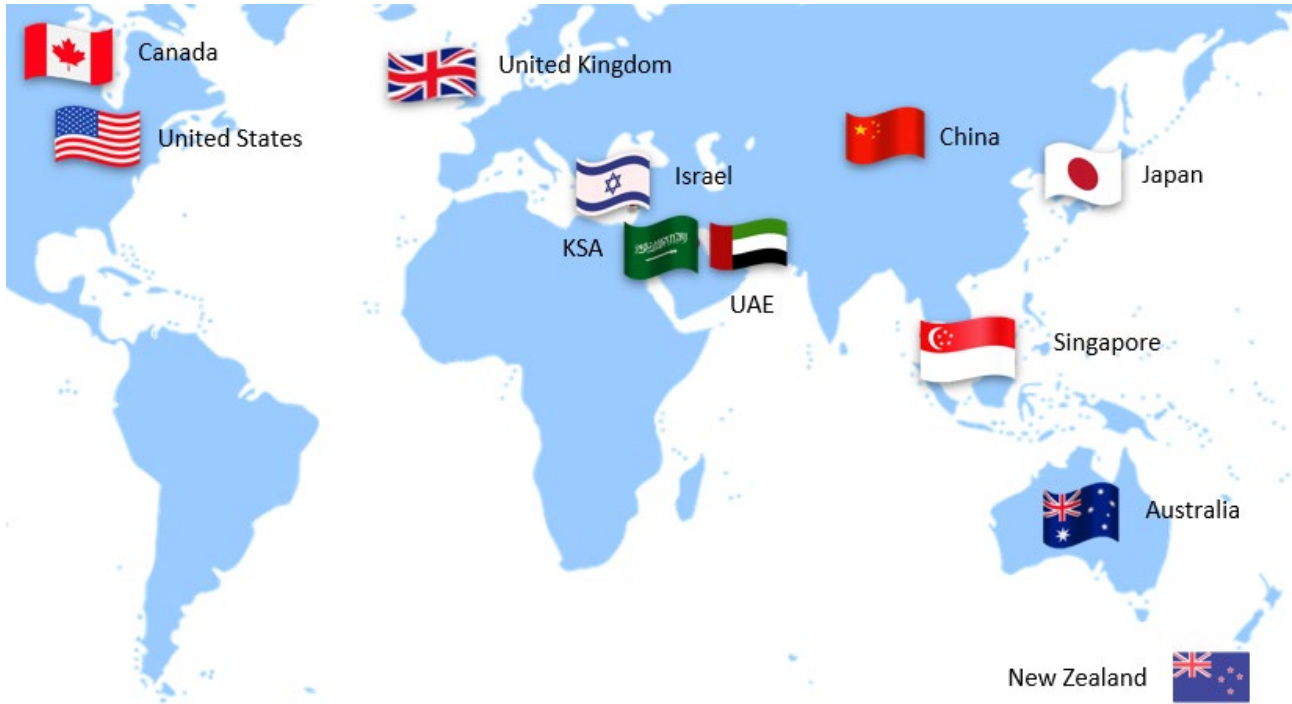 Canada
United Kingdom
United States
China
Israel
Japan
KSA
UAE
Singapore
Australia
New Zealand